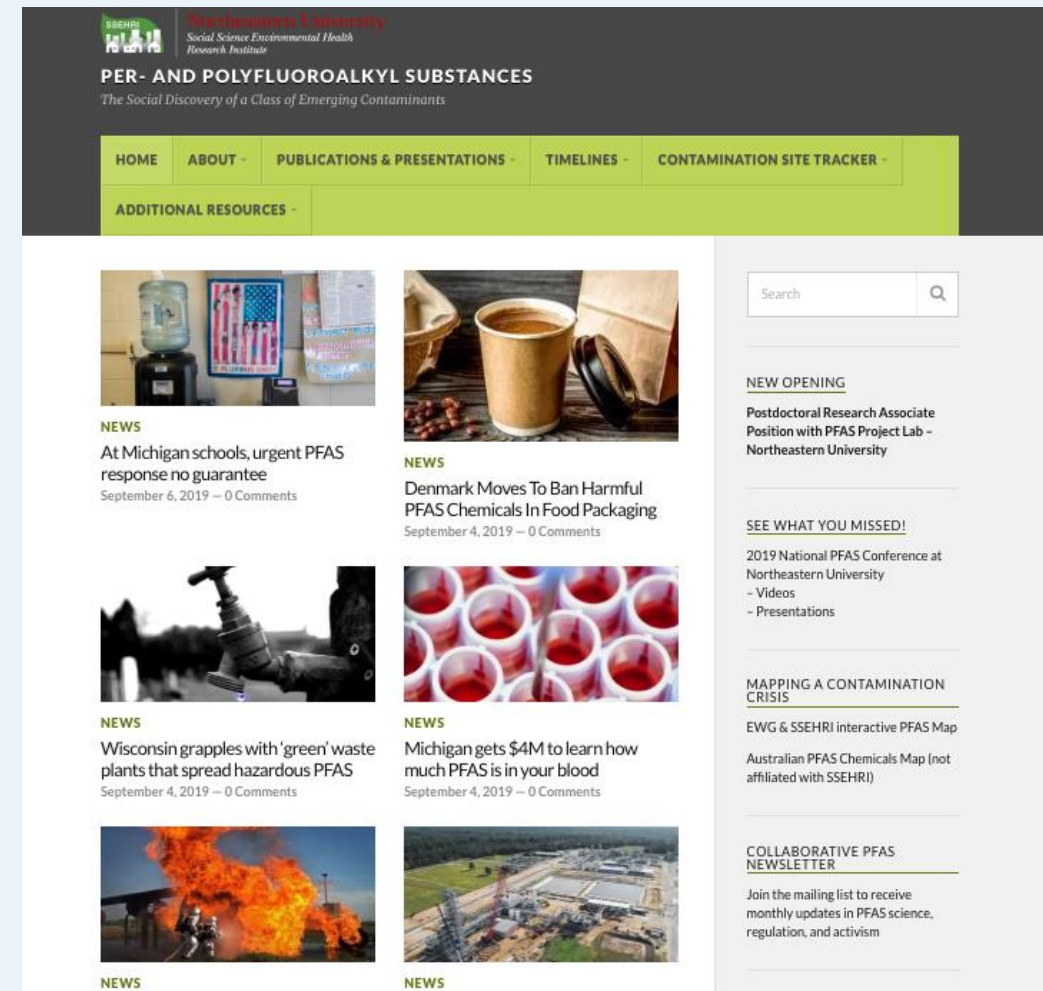 SSEHRI
Northeastern University
Social Science Environmental Health
Research Institute
PER- AND POLYFLUOROALKYL SUBSTANCES
The Social Discovery of a Class of Emerging Contaminants
HOME
ABOUT
PUBLICATIONS & PRESENTATIONS
TIMELINES
CONTAMINATION SITE TRACKER
ADDITIONAL RESOURCES
NEWS
At Michigan schools, urgent PFAS
response no guarantee
September 6, 2019 — 0 Comments
NEWS
Denmark Moves To Ban Harmful
PFAS Chemicals In Food Packaging
September 4, 2019 — 0 Comments
NEWS
Wisconsin grapples with ‘green’ waste
plants that spread hazardous PFAS
September 4, 2019 — 0 Comments
NEWS
Michigan gets $4M to learn how
much PFAS is in your blood
September 4, 2019 — 0 Comments
NEWS
NEWS
Search
NEW OPENING
Postdoctoral Research Associate
Position with PFAS Project Lab –
Northeastern University
SEE WHAT YOU MISSED!
2019 National PFAS Conference at
Northeastern University
– Videos
– Presentations
MAPPING A CONTAMINATION
CRISIS
EWG & SSEHRI interactive PFAS Map
Australian PFAS Chemicals Map (not
affiliated with SSEHRI)
COLLABORATIVE PFAS
NEWSLETTER
Join the mailing list to receive
monthly updates in PFAS science,
regulation, and activism